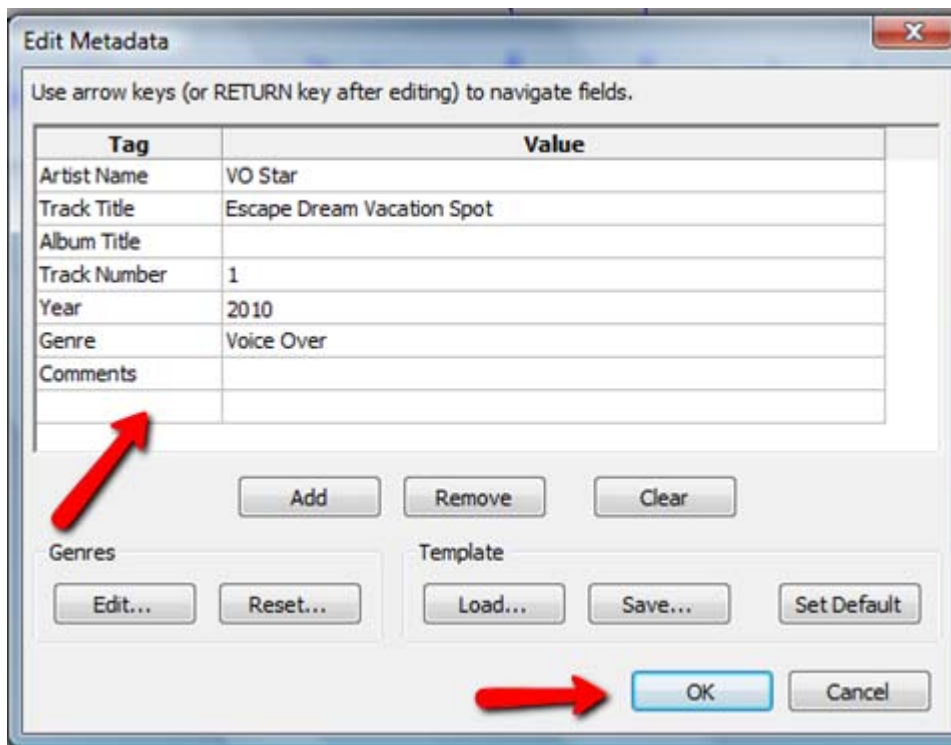 Edit Metadata
Use arrow keys (or RETURN key after editing) to navigate fields.
Tag Value
Artist Name VO Star
Track Title Escape Dream Vacation Spot
Album Title
Track Number 1
Year 2010
Genre Voice Over
Comments
Add Remove Clear
Genres Template
Edit... Reset... Load... Save... Set Default
OK Cancel